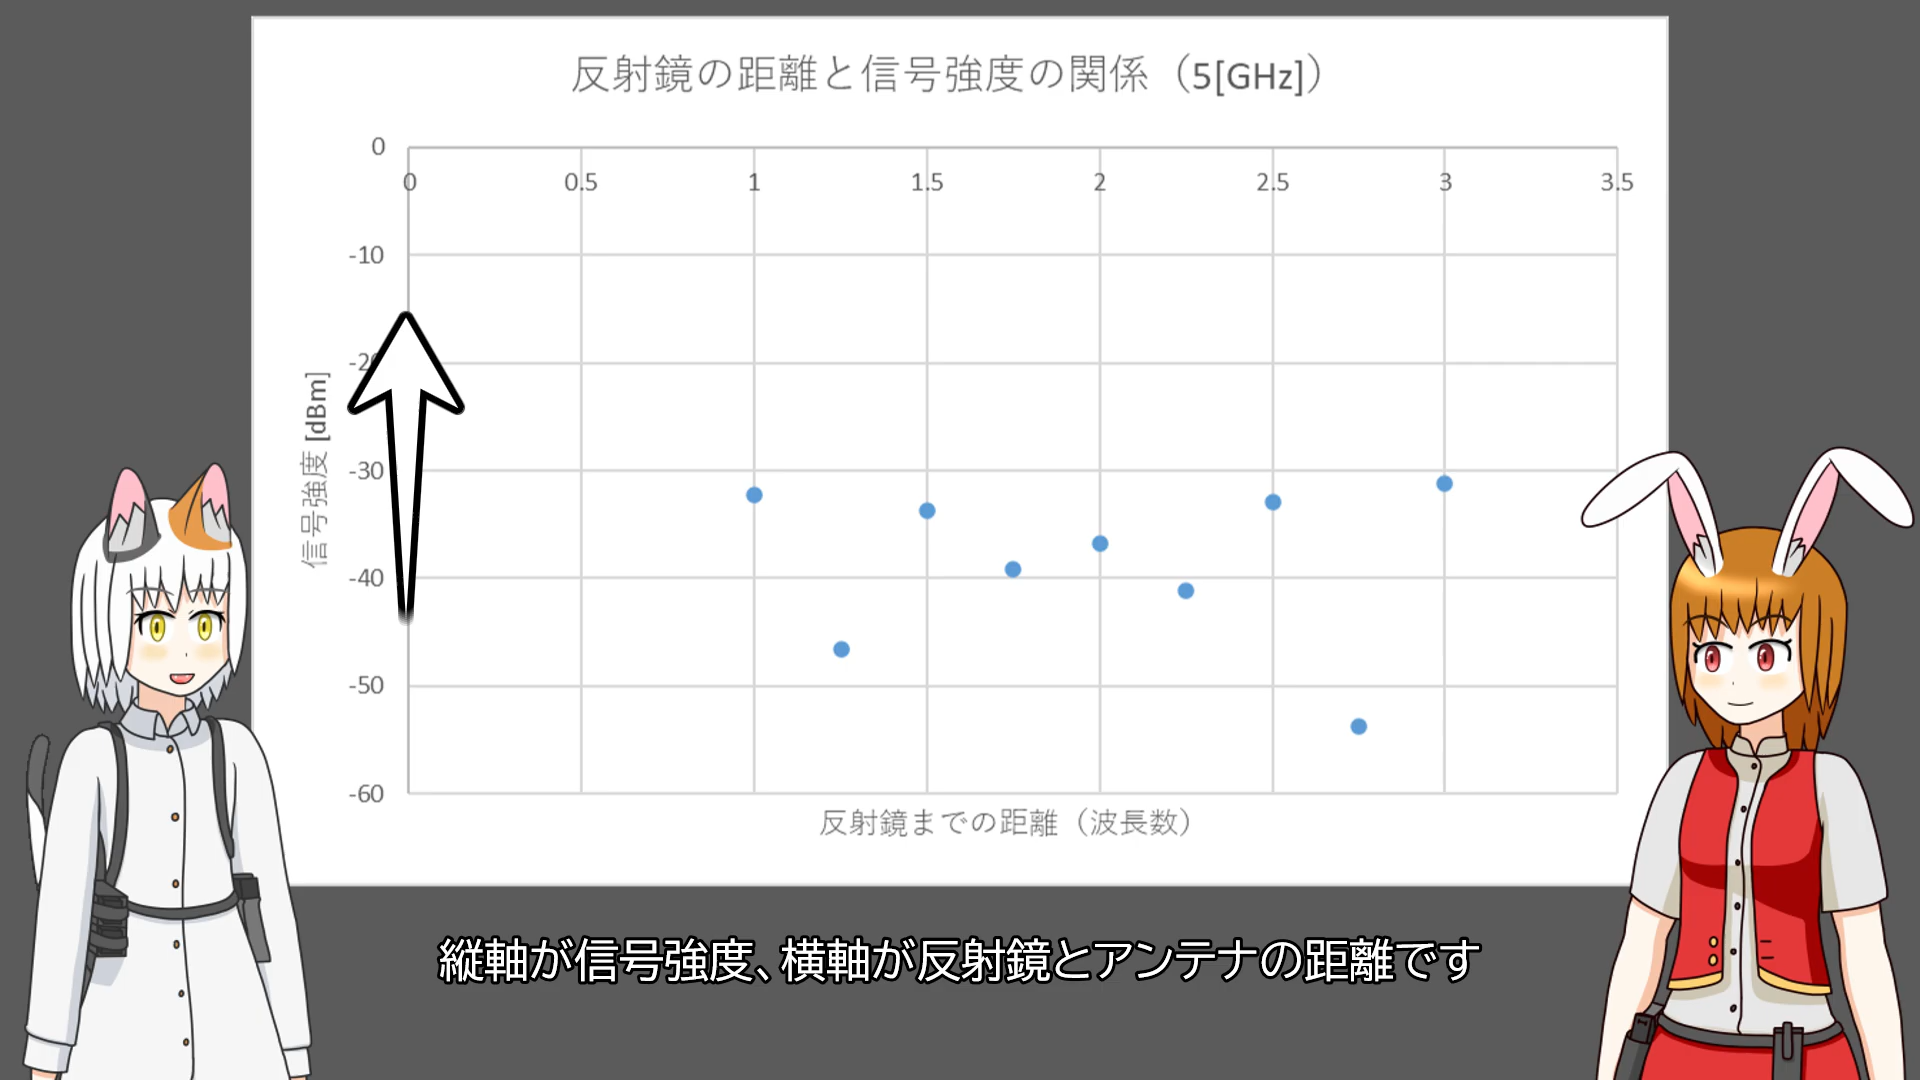 反射鏡の距離と信号強度の関係（5[GHz]）
0
0 0.5 1 1.5 2 2.5 3 3.5
-10
-20
-30
-40
-50
-60
信号強度 [dBm]
反射鏡までの距離（波長数）
縦軸が信号強度、横軸が反射鏡とアンテナの距離です